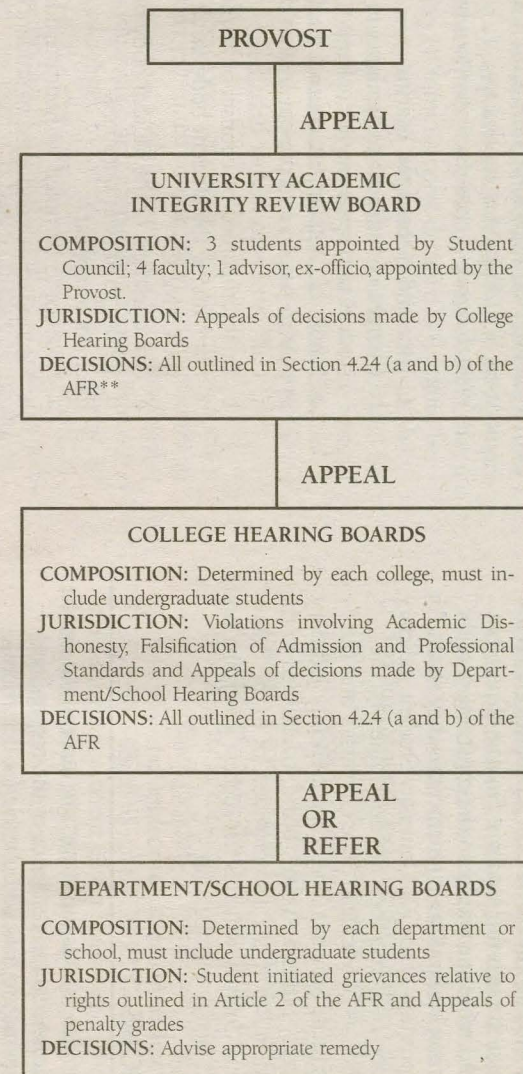 PROVOST
APPEAL
UNIVERSITY ACADEMIC
INTEGRITY REVIEW BOARD
COMPOSITION: 3 students appointed by Student
Council; 4 faculty; 1 advisor, ex-officio, appointed by the
Provost.
JURISDICTION: Appeals of decisions made by College
Hearing Boards
DECISIONS: All outlined in Section 4.2.4 (a and b) of the
AFR**
APPEAL
COLLEGE HEARING BOARDS
COMPOSITION: Determined by each college, must in-
clude undergraduate students
JURISDICTION: Violations involving Academic Dis-
honesty, Falsification of Admission and Professional
Standards and Appeals of decisions made by Depart-
ment/School Hearing Boards
DECISIONS: All outlined in Section 4.2.4 (a and b) of the
AFR
APPEAL
OR
REFER
DEPARTMENT/SCHOOL HEARING BOARDS
COMPOSITION: Determined by each department or
school, must include undergraduate students
JURISDICTION: Student initiated grievances relative to
rights outlined in Article 2 of the AFR and Appeals of
penalty grades
DECISIONS: Advise appropriate remedy